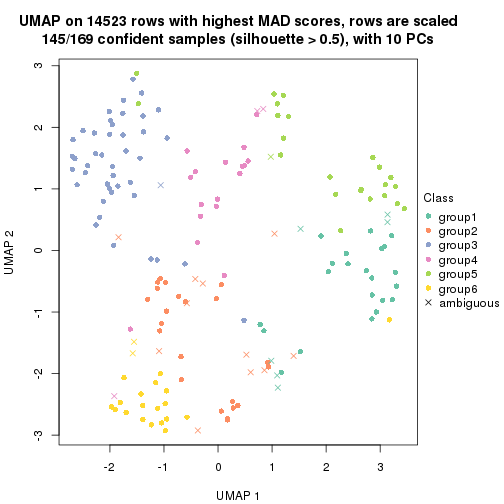 UMAP on 14523 rows with highest MAD scores, rows are scaled
145/169 confident samples (silhouette > 0.5), with 10 PCs
3
2
1
0
-1
-2
-3
UMAP 2
-2
-1
0
1
2
3
UMAP 1
Class
group1
group2
group3
group4
group5
group6
ambiguous